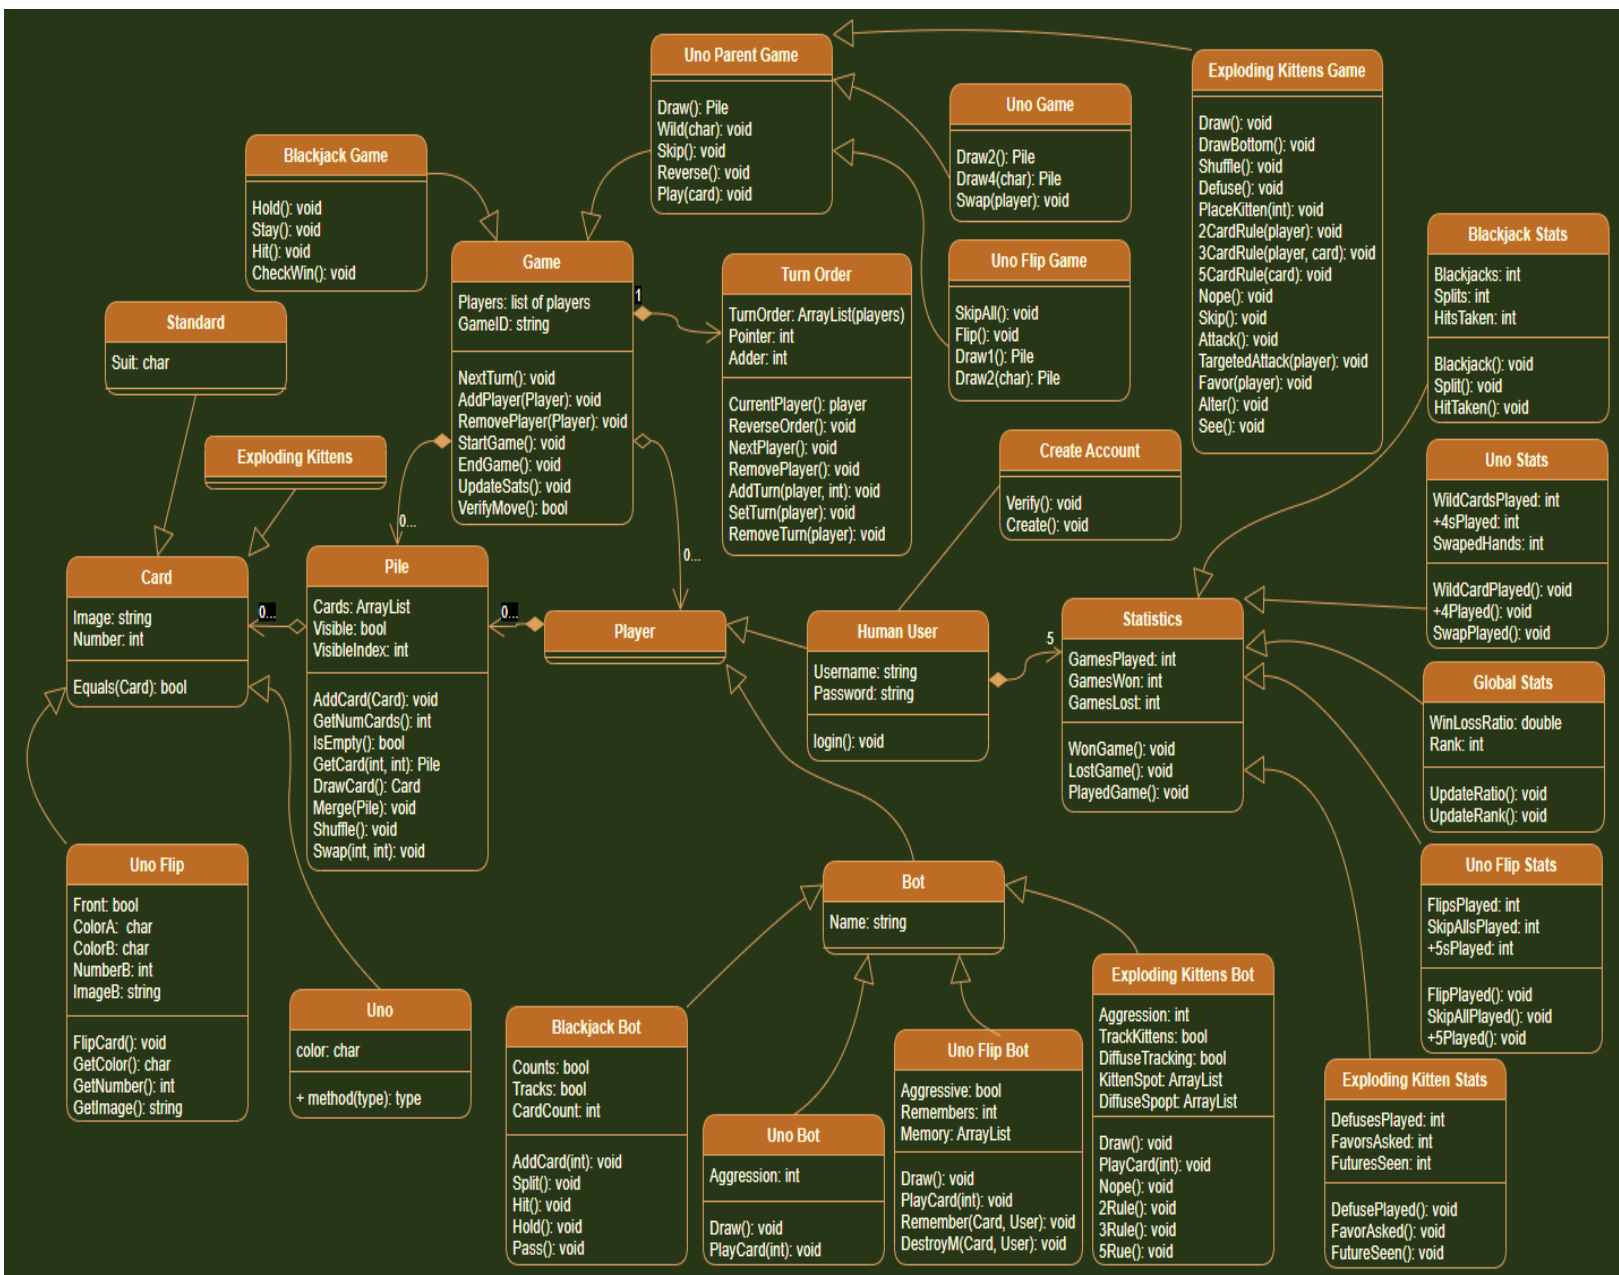 Uno Parent Game
Draw(): Pile
Wild(char): void
Skip(): void
Reverse(): void
Play(card): void
Exploding Kittens Game
Draw(): void
DrawBottom(): void
Shuffle(): void
Defuse(): void
PlaceKitten(int): void
2CardRule(player): void
3CardRule(player, card): void
5CardRule(card): void
Nope(): void
Skip(): void
Attack(): void
TargetedAttack(player): void
Favor(player): void
Alter(): void
See(): void
Uno Game
Draw2(): Pile
Draw4(char): Pile
Swap(player): void
Blackjack Game
Hold(): void
Stay(): void
Hit(): void
CheckWin(): void
Blackjack Stats
Blackjacks: int
Splits: int
HitsTaken: int
Blackjack(): void
Split(): void
HitTaken(): void
Game
Players: list of players
GameID: string
NextTurn(): void
AddPlayer(Player): void
RemovePlayer(Player): void
StartGame(): void
EndGame(): void
UpdateSats(): void
VerifyMove(): bool
1
Turn Order
TurnOrder: ArrayList(players)
Pointer: int
Adder: int
CurrentPlayer(): player
ReverseOrder(): void
NextPlayer(): void
RemovePlayer(): void
AddTurn(player, int): void
SetTurn(player): void
RemoveTurn(player): void
Uno Flip Game
SkipAll(): void
Flip(): void
Draw1(): Pile
Draw2(char): Pile
Standard
Suit: char
Exploding Kittens
Create Account
Verify(): void
Create(): void
Uno Stats
WildCardsPlayed: int
+4sPlayed: int
SwapedHands: int
WildCardPlayed(): void
+4Played(): void
SwapPlayed(): void
0...
0...
Card
Image: string
Number: int
Equals(Card): bool
0...
Pile
Cards: ArrayList
Visible: bool
VisibleIndex: int
AddCard(Card): void
GetNumCards(): int
IsEmpty(): bool
GetCard(int, int): Pile
DrawCard(): Card
Merge(Pile): void
Shuffle(): void
Swap(int, int): void
0...
Player
Human User
Username: string
Password: string
login(): void
5
Statistics
GamesPlayed: int
GamesWon: int
GamesLost: int
WonGame(): void
LostGame(): void
PlayedGame(): void
Global Stats
WinLossRatio: double
Rank: int
UpdateRatio(): void
UpdateRank(): void
Uno Flip
Front: bool
ColorA: char
ColorB: char
NumberB: int
ImageB: string
FlipCard(): void
GetColor(): char
GetNumber(): int
GetImage(): string
Uno
color: char
+ method(type): type
Bot
Name: string
Uno Flip Stats
FlipsPlayed: int
SkipAllsPlayed: int
+5sPlayed: int
FlipPlayed(): void
SkipAllPlayed(): void
+5Played(): void
Blackjack Bot
Counts: bool
Tracks: bool
CardCount: int
AddCard(int): void
Split(): void
Hit(): void
Hold(): void
Pass(): void
Uno Bot
Aggression: int
Draw(): void
PlayCard(int): void
Uno Flip Bot
Aggressive: bool
Remembers: int
Memory: ArrayList
Draw(): void
PlayCard(int): void
Remember(Card, User): void
DestroyM(Card, User): void
Exploding Kittens Bot
Aggression: int
TrackKittens: bool
DiffuseTracking: bool
KittenSpot: ArrayList
DiffuseSpopt: ArrayList
Draw(): void
PlayCard(int): void
Nope(): void
2Rule(): void
3Rule(): void
5Rue(): void
Exploding Kitten Stats
DefusesPlayed: int
FavorsAsked: int
FuturesSeen: int
DefusePlayed(): void
FavorAsked(): void
FutureSeen(): void